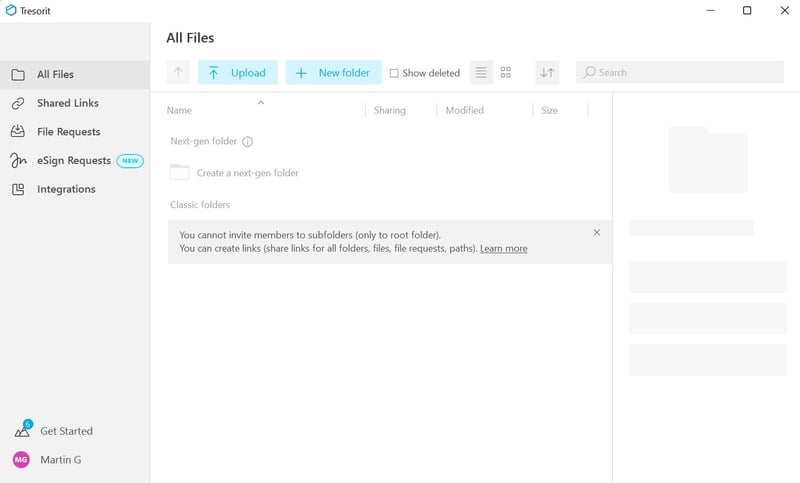 Tresorit
All Files
Upload
New folder
Show deleted
Search
All Files
Shared Links
File Requests
eSign Requests NEW
Integrations
Name
Sharing
Modified
Size
Next-gen folder
Create a next-gen folder
Classic folders
You cannot invite members to subfolders (only to root folder).
You can create links (share links for all folders, files, file requests, paths). Learn more
6
Get Started
MG
Martin G